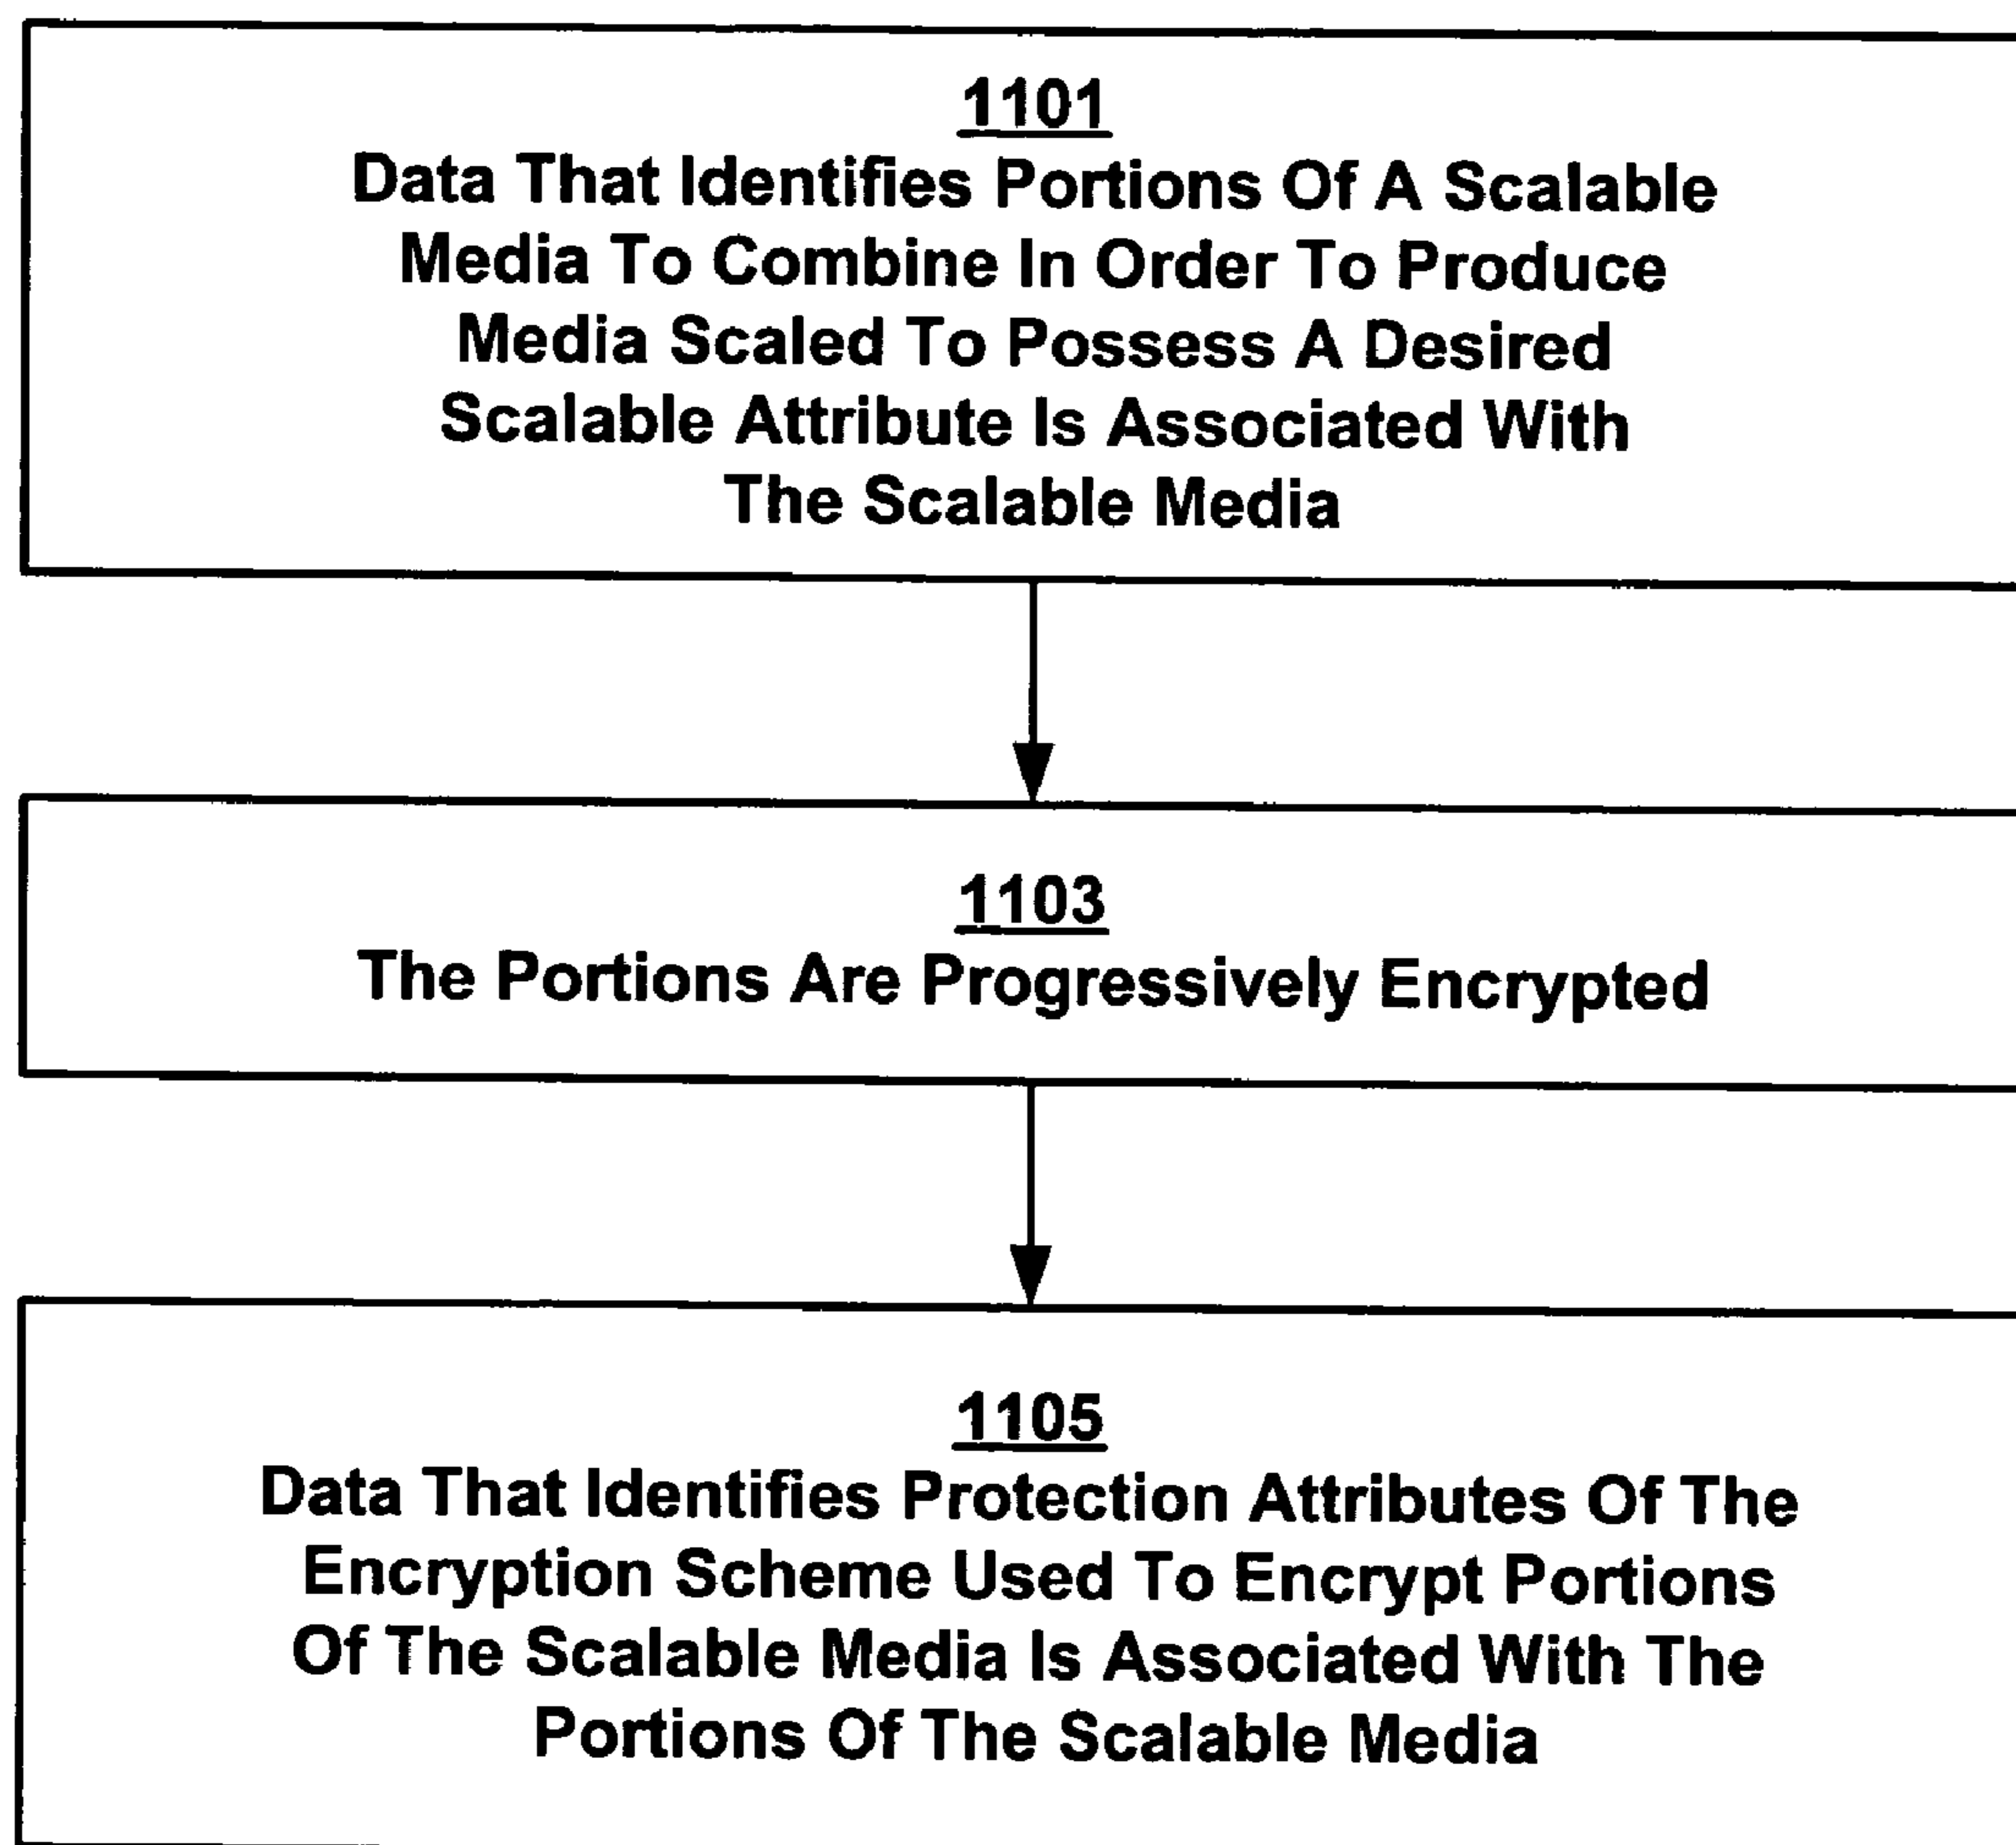 1101
Data That Identifies Portions Of A Scalable
Media To Combine In Order To Produce
Media Scaled To Possess A Desired
Scalable Attribute Is Associated With
The Scalable Media
1103
The Portions Are Progressively Encrypted
1105
Data That Identifies Protection Attributes Of The
Encryption Scheme Used To Encrypt Portions
Of The Scalable Media Is Associated With The
Portions Of The Scalable Media